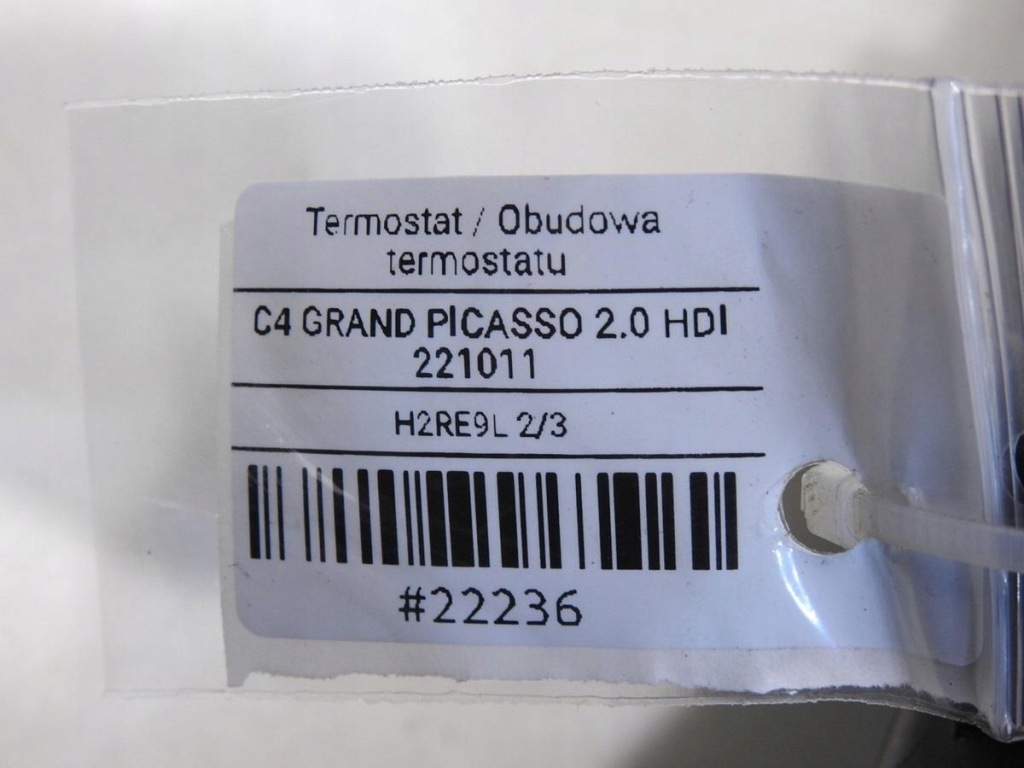 Termostat / Obudowa
termostatu
C4 GRAND PICASSO 2.0 HDI
221011
H2RE9L 2/3
#22236